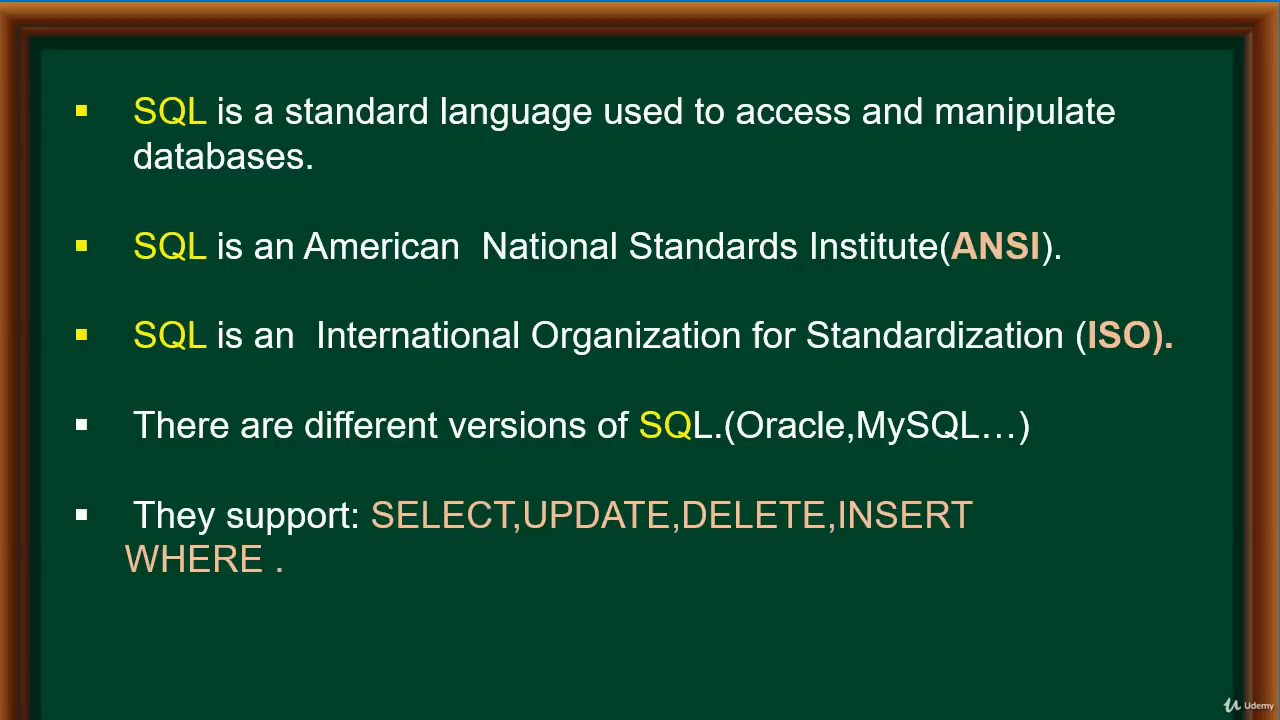 SQL is a standard language used to access and manipulate
databases.
SQL is an American  National Standards Institute(ANSI).
SQL is an  International Organization for Standardization (ISO).
There are different versions of SQL.(Oracle,MySQL…)
They support: SELECT,UPDATE,DELETE,INSERT
WHERE .
Udemy